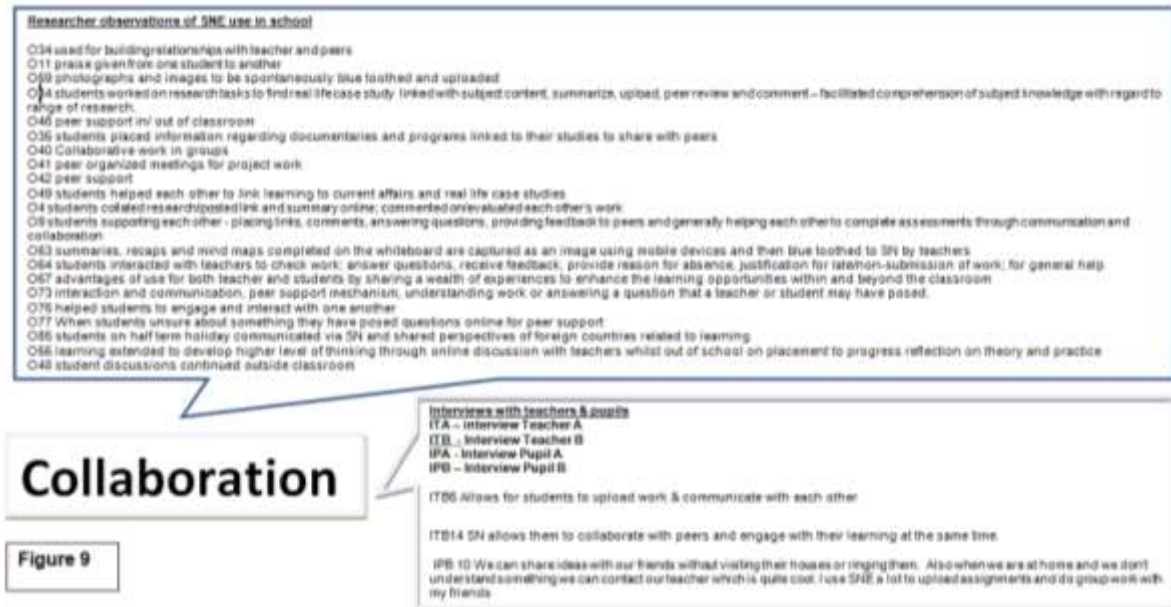 Researcher observations of SNE use in school
O34 used for building relationships with teacher and peers
O11 praise given from one student to another
photographs and images to be spontaneously blue toothed and uploaded
students worked on research tasks to find real life case study linked with subject content, summarize, upload, peer review and comment – facilitated comprehension of subject knowledge with regard to
range of research.
O46 peer support in/ out of classroom
students placed information regarding documentaries and programs linked to their studies to share with peers
O40 Collaborative work in groups
O41 peer organized meetings for project work
O42 peer support
O49 students helped each other to link learning to current affairs and real life case studies
O4 students collated research/posted link and summary online; commented on/evaluated each other's work
students supporting each other - placing links, comments, answering questions, providing feedback to peers and generally helping each other to complete assessments through communication and
collaboration
O63 summaries, recaps and mind maps completed on the whiteboard are captured as an image using mobile devices and then blue toothed to SN by teachers
O64 students interacted with teachers to check work; answer questions, receive feedback, provide reason for absence, justification for late/non-submission of work; for general help.
O67 advantages of use for both teacher and students by sharing a wealth of experiences to enhance the learning opportunities within and beyond the classroom
O73 interaction and communication, peer support mechanism, understanding work or answering a question that a teacher or student may have posed.
O76 helped students to engage and interact with one another
O77 When students unsure about something they have posed questions online for peer support
students on half term holiday communicated via SN and shared perspectives of foreign countries related to learning
learning extended to develop higher level of thinking through online discussion with teachers whilst out of school on placement to progress reflection on theory and practice
O48 student discussions continued outside classroom
Collaboration
Figure 9
Interviews with teachers & pupils
ITA – interview Teacher A
ITB - Interview Teacher B
IPA - Interview Pupil A
IPB – Interview Pupil B
ITB6 Allows for students to upload work & communicate with each other
ITB14 SN allows them to collaborate with peers and engage with their learning at the same time.
IPB 10 We can share ideas with our friends without visiting their houses or ringing them. Also when we are at home and we don't
understand something we can contact our teacher which is quite cool. I use SNE a lot to upload assignments and do group work with
my friends